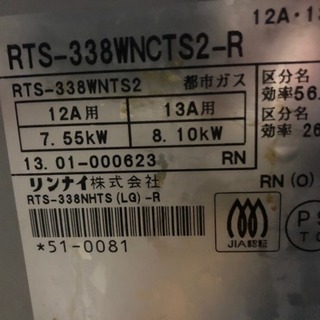 12A・13
RTS-338WNCTS2-R
RTS-338WNTS2 都市ガス
区分名
効率56.
12A用 13A用
7.55kW 8.10kW
区分名
効率 26
13.01-000623 RN
リンナイ株式会社
RN(O)
RTS-338NHTS(LG)-R
*51-0081
JIA認証
PS